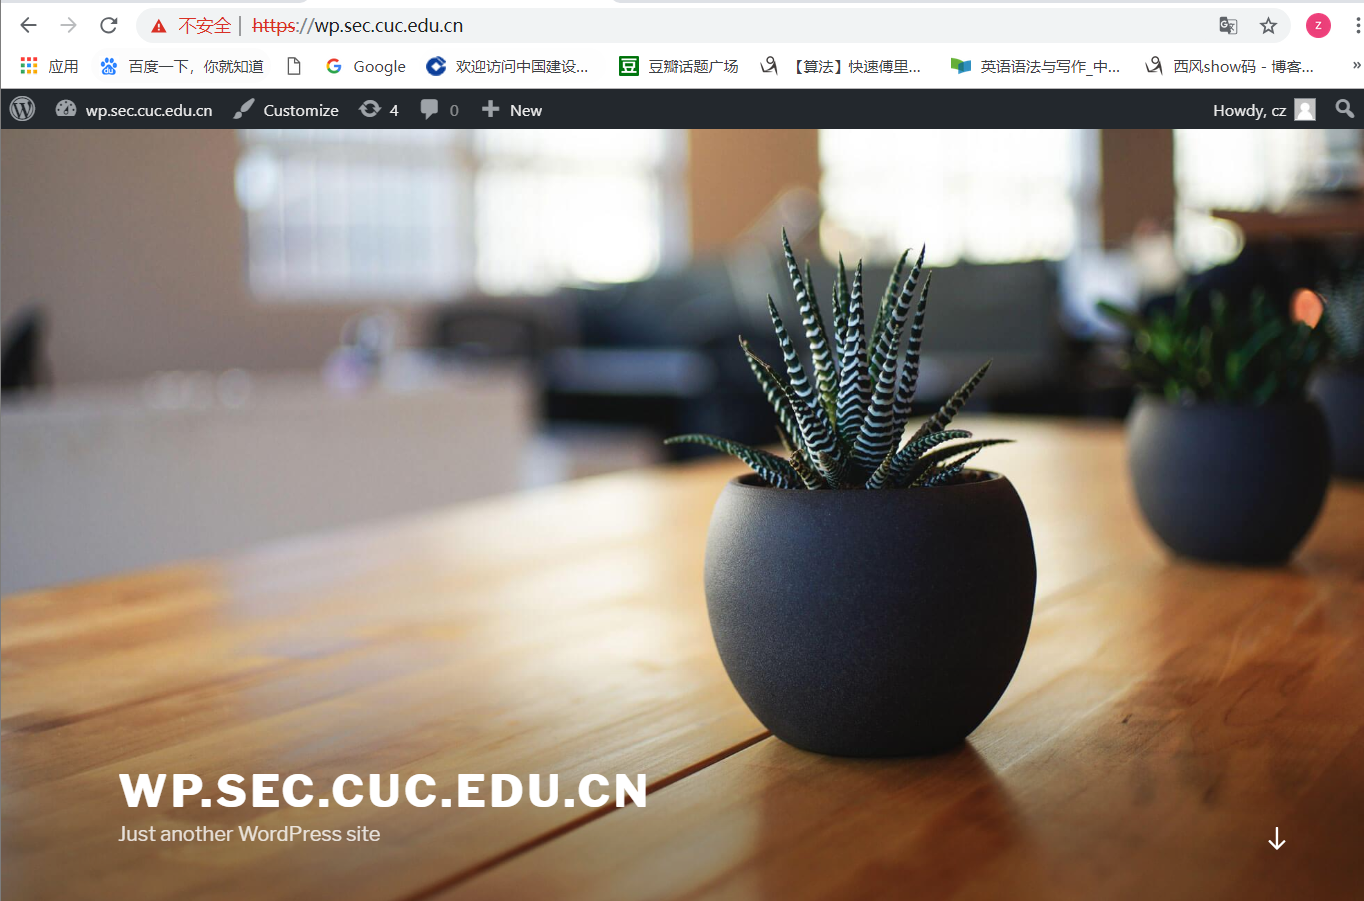 不安全 | https://wp.sec.cuc.edu.cn z
应用 百度一下，你就知道 Google 欢迎访问中国建设... 豆 豆瓣话题广场 【算法】快速傅里... 英语语法与写作_中... 西风show码 - 博客... »
wp.sec.cuc.edu.cn Customize 4 0 New Howdy, cz
WP.SEC.CUC.EDU.CN
Just another WordPress site